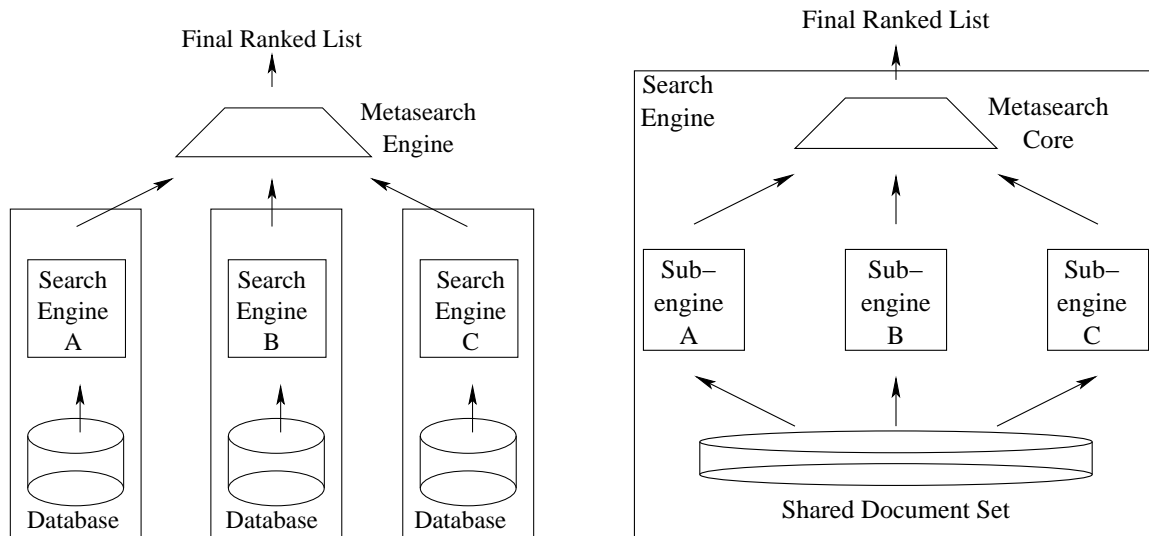 Final Ranked List
Metasearch
Engine
Search
Engine
A
Search
Engine
B
Search
Engine
C
Database
Database
Database
Final Ranked List
Search
Engine
Metasearch
Core
Sub–
engine
A
Sub–
engine
B
Sub–
engine
C
Shared Document Set